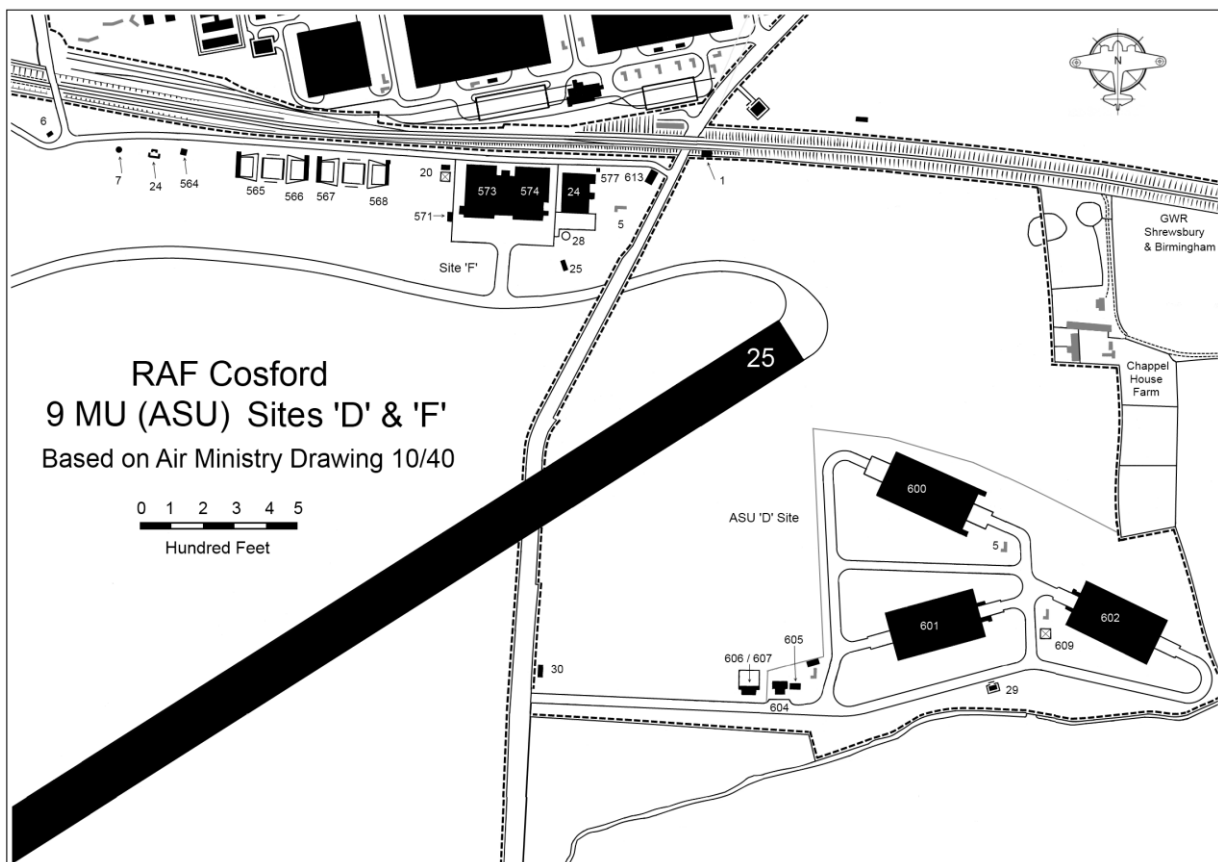 N
6
7
24
564
565
566
567
568
20
571
573
574
24
577
613
5
28
25
1
Site 'F'
GWR
Shrewsbury
& Birmingham
RAF Cosford
9 MU (ASU) Sites 'D' & 'F'
Based on Air Ministry Drawing 10/40
0 1 2 3 4 5
Hundred Feet
25
Chappel
House
Farm
ASU 'D' Site
600
5
601
602
609
606 / 607
605
604
29
30